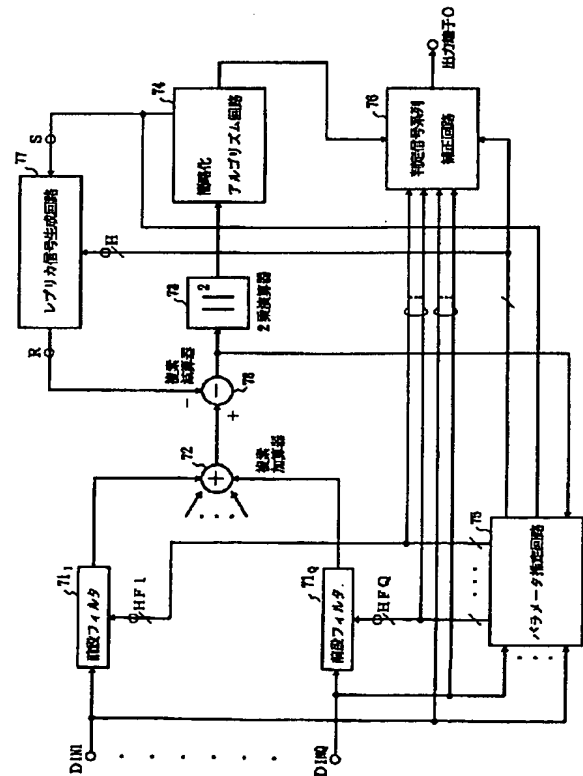 77
レプリカ信号生成回路
S
R
H
74
簡略化
アルゴリズム回路
73
| | 2
2乗演算器
複素
減算器
-
−
+
78
72
+
複素
加算器
71₁
前段フィルタ
HF1
71Q
前段フィルタ
HFQ
DIN1
DINQ
75
パラメータ推定回路
76
判定信号系列
補正回路
出力端子O